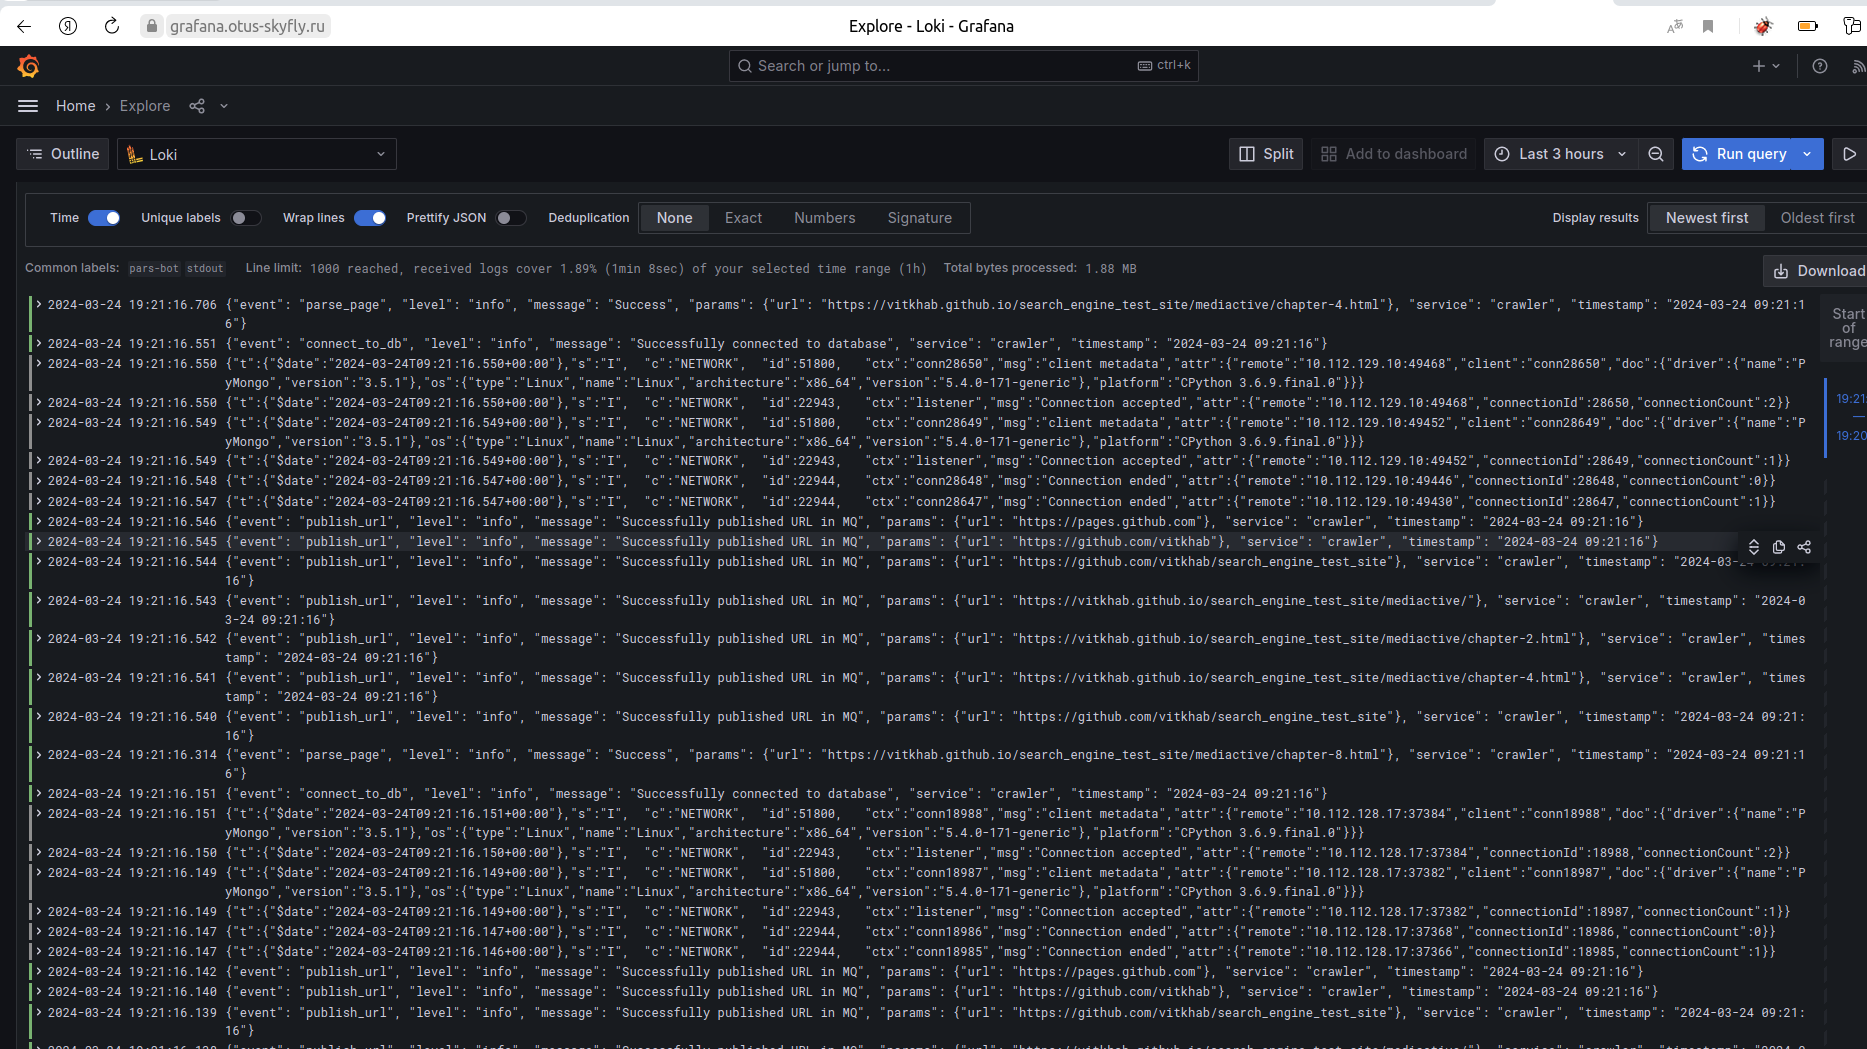 grafana.otus-skyfly.ru
Explore - Loki - Grafana
Search or jump to...
ctrl+k
Home › Explore
Outline
Loki
Split
Add to dashboard
Last 3 hours
Run query
Time
Unique labels
Wrap lines
Prettify JSON
Deduplication
None
Exact
Numbers
Signature
Display results
Newest first
Oldest first
Common labels: pars-bot stdout Line limit: 1000 reached, received logs cover 1.89% (1min 8sec) of your selected time range (1h) Total bytes processed: 1.88 MB
Download
2024-03-24 19:21:16.706 {"event": "parse_page", "level": "info", "message": "Success", "params": {"url": "https://vitkhab.github.io/search_engine_test_site/mediactive/chapter-4.html"}, "service": "crawler", "timestamp": "2024-03-24 09:21:1
6"}
2024-03-24 19:21:16.551 {"event": "connect_to_db", "level": "info", "message": "Successfully connected to database", "service": "crawler", "timestamp": "2024-03-24 09:21:16"}
2024-03-24 19:21:16.550 {"t":{"$date":"2024-03-24T09:21:16.550+00:00"},"s":"I", "c":"NETWORK", "id":51800, "ctx":"conn28650","msg":"client metadata","attr":{"remote":"10.112.129.10:49468","client":"conn28650","doc":{"driver":{"name":"P
yMongo","version":"3.5.1"},"os":{"type":"Linux","name":"Linux","architecture":"x86_64","version":"5.4.0-171-generic"},"platform":"CPython 3.6.9.final.0"}}}
2024-03-24 19:21:16.550 {"t":{"$date":"2024-03-24T09:21:16.550+00:00"},"s":"I", "c":"NETWORK", "id":22943, "ctx":"listener","msg":"Connection accepted","attr":{"remote":"10.112.129.10:49468","connectionId":28650,"connectionCount":2}}
2024-03-24 19:21:16.549 {"t":{"$date":"2024-03-24T09:21:16.549+00:00"},"s":"I", "c":"NETWORK", "id":51800, "ctx":"conn28649","msg":"client metadata","attr":{"remote":"10.112.129.10:49452","client":"conn28649","doc":{"driver":{"name":"P
yMongo","version":"3.5.1"},"os":{"type":"Linux","name":"Linux","architecture":"x86_64","version":"5.4.0-171-generic"},"platform":"CPython 3.6.9.final.0"}}}
2024-03-24 19:21:16.549 {"t":{"$date":"2024-03-24T09:21:16.549+00:00"},"s":"I", "c":"NETWORK", "id":22943, "ctx":"listener","msg":"Connection accepted","attr":{"remote":"10.112.129.10:49452","connectionId":28649,"connectionCount":1}}
2024-03-24 19:21:16.548 {"t":{"$date":"2024-03-24T09:21:16.547+00:00"},"s":"I", "c":"NETWORK", "id":22944, "ctx":"conn28648","msg":"Connection ended","attr":{"remote":"10.112.129.10:49446","connectionId":28648,"connectionCount":0}}
2024-03-24 19:21:16.547 {"t":{"$date":"2024-03-24T09:21:16.547+00:00"},"s":"I", "c":"NETWORK", "id":22944, "ctx":"conn28647","msg":"Connection ended","attr":{"remote":"10.112.129.10:49430","connectionId":28647,"connectionCount":1}}
2024-03-24 19:21:16.546 {"event": "publish_url", "level": "info", "message": "Successfully published URL in MQ", "params": {"url": "https://pages.github.com"}, "service": "crawler", "timestamp": "2024-03-24 09:21:16"}
2024-03-24 19:21:16.545 {"event": "publish_url", "level": "info", "message": "Successfully published URL in MQ", "params": {"url": "https://github.com/vitkhab"}, "service": "crawler", "timestamp": "2024-03-24 09:21:16"}
2024-03-24 19:21:16.544 {"event": "publish_url", "level": "info", "message": "Successfully published URL in MQ", "params": {"url": "https://github.com/vitkhab/search_engine_test_site"}, "service": "crawler", "timestamp": "2024-03-24 09:21:
16"}
2024-03-24 19:21:16.543 {"event": "publish_url", "level": "info", "message": "Successfully published URL in MQ", "params": {"url": "https://vitkhab.github.io/search_engine_test_site/mediactive/"}, "service": "crawler", "timestamp": "2024-0
3-24 09:21:16"}
2024-03-24 19:21:16.542 {"event": "publish_url", "level": "info", "message": "Successfully published URL in MQ", "params": {"url": "https://vitkhab.github.io/search_engine_test_site/mediactive/chapter-2.html"}, "service": "crawler", "times
tamp": "2024-03-24 09:21:16"}
2024-03-24 19:21:16.541 {"event": "publish_url", "level": "info", "message": "Successfully published URL in MQ", "params": {"url": "https://vitkhab.github.io/search_engine_test_site/mediactive/chapter-4.html"}, "service": "crawler", "times
tamp": "2024-03-24 09:21:16"}
2024-03-24 19:21:16.540 {"event": "publish_url", "level": "info", "message": "Successfully published URL in MQ", "params": {"url": "https://github.com/vitkhab/search_engine_test_site"}, "service": "crawler", "timestamp": "2024-03-24 09:21:
16"}
2024-03-24 19:21:16.314 {"event": "parse_page", "level": "info", "message": "Success", "params": {"url": "https://vitkhab.github.io/search_engine_test_site/mediactive/chapter-8.html"}, "service": "crawler", "timestamp": "2024-03-24 09:21:1
6"}
2024-03-24 19:21:16.151 {"event": "connect_to_db", "level": "info", "message": "Successfully connected to database", "service": "crawler", "timestamp": "2024-03-24 09:21:16"}
2024-03-24 19:21:16.151 {"t":{"$date":"2024-03-24T09:21:16.151+00:00"},"s":"I", "c":"NETWORK", "id":51800, "ctx":"conn18988","msg":"client metadata","attr":{"remote":"10.112.128.17:37384","client":"conn18988","doc":{"driver":{"name":"P
yMongo","version":"3.5.1"},"os":{"type":"Linux","name":"Linux","architecture":"x86_64","version":"5.4.0-171-generic"},"platform":"CPython 3.6.9.final.0"}}}
2024-03-24 19:21:16.150 {"t":{"$date":"2024-03-24T09:21:16.150+00:00"},"s":"I", "c":"NETWORK", "id":22943, "ctx":"listener","msg":"Connection accepted","attr":{"remote":"10.112.128.17:37384","connectionId":18988,"connectionCount":2}}
2024-03-24 19:21:16.149 {"t":{"$date":"2024-03-24T09:21:16.149+00:00"},"s":"I", "c":"NETWORK", "id":51800, "ctx":"conn18987","msg":"client metadata","attr":{"remote":"10.112.128.17:37382","client":"conn18987","doc":{"driver":{"name":"P
yMongo","version":"3.5.1"},"os":{"type":"Linux","name":"Linux","architecture":"x86_64","version":"5.4.0-171-generic"},"platform":"CPython 3.6.9.final.0"}}}
2024-03-24 19:21:16.149 {"t":{"$date":"2024-03-24T09:21:16.149+00:00"},"s":"I", "c":"NETWORK", "id":22943, "ctx":"listener","msg":"Connection accepted","attr":{"remote":"10.112.128.17:37382","connectionId":18987,"connectionCount":1}}
2024-03-24 19:21:16.147 {"t":{"$date":"2024-03-24T09:21:16.147+00:00"},"s":"I", "c":"NETWORK", "id":22944, "ctx":"conn18986","msg":"Connection ended","attr":{"remote":"10.112.128.17:37368","connectionId":18986,"connectionCount":0}}
2024-03-24 19:21:16.147 {"t":{"$date":"2024-03-24T09:21:16.146+00:00"},"s":"I", "c":"NETWORK", "id":22944, "ctx":"conn18985","msg":"Connection ended","attr":{"remote":"10.112.128.17:37366","connectionId":18985,"connectionCount":1}}
2024-03-24 19:21:16.142 {"event": "publish_url", "level": "info", "message": "Successfully published URL in MQ", "params": {"url": "https://pages.github.com"}, "service": "crawler", "timestamp": "2024-03-24 09:21:16"}
2024-03-24 19:21:16.140 {"event": "publish_url", "level": "info", "message": "Successfully published URL in MQ", "params": {"url": "https://github.com/vitkhab"}, "service": "crawler", "timestamp": "2024-03-24 09:21:16"}
2024-03-24 19:21:16.139 {"event": "publish_url", "level": "info", "message": "Successfully published URL in MQ", "params": {"url": "https://github.com/vitkhab/search_engine_test_site"}, "service": "crawler", "timestamp": "2024-03-24 09:21:
16"}
Start
of
range
19:21
—
19:20